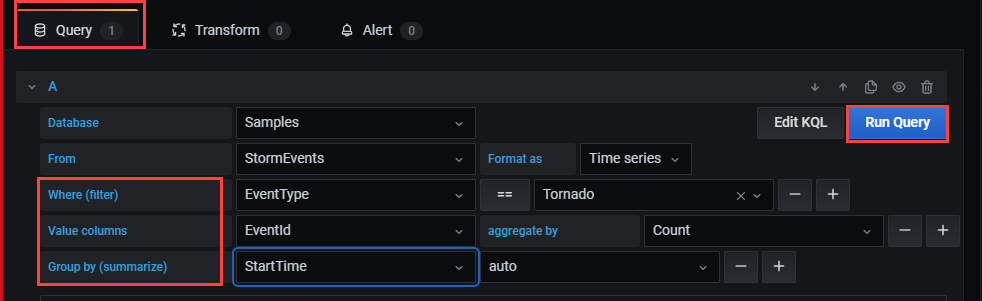 Query 1 Transform 0 Alert 0
A
Database Samples Edit KQL Run Query
From StormEvents Format as Time series
Where (filter) EventType == Tornado
Value columns EventId aggregate by Count
Group by (summarize) StartTime auto